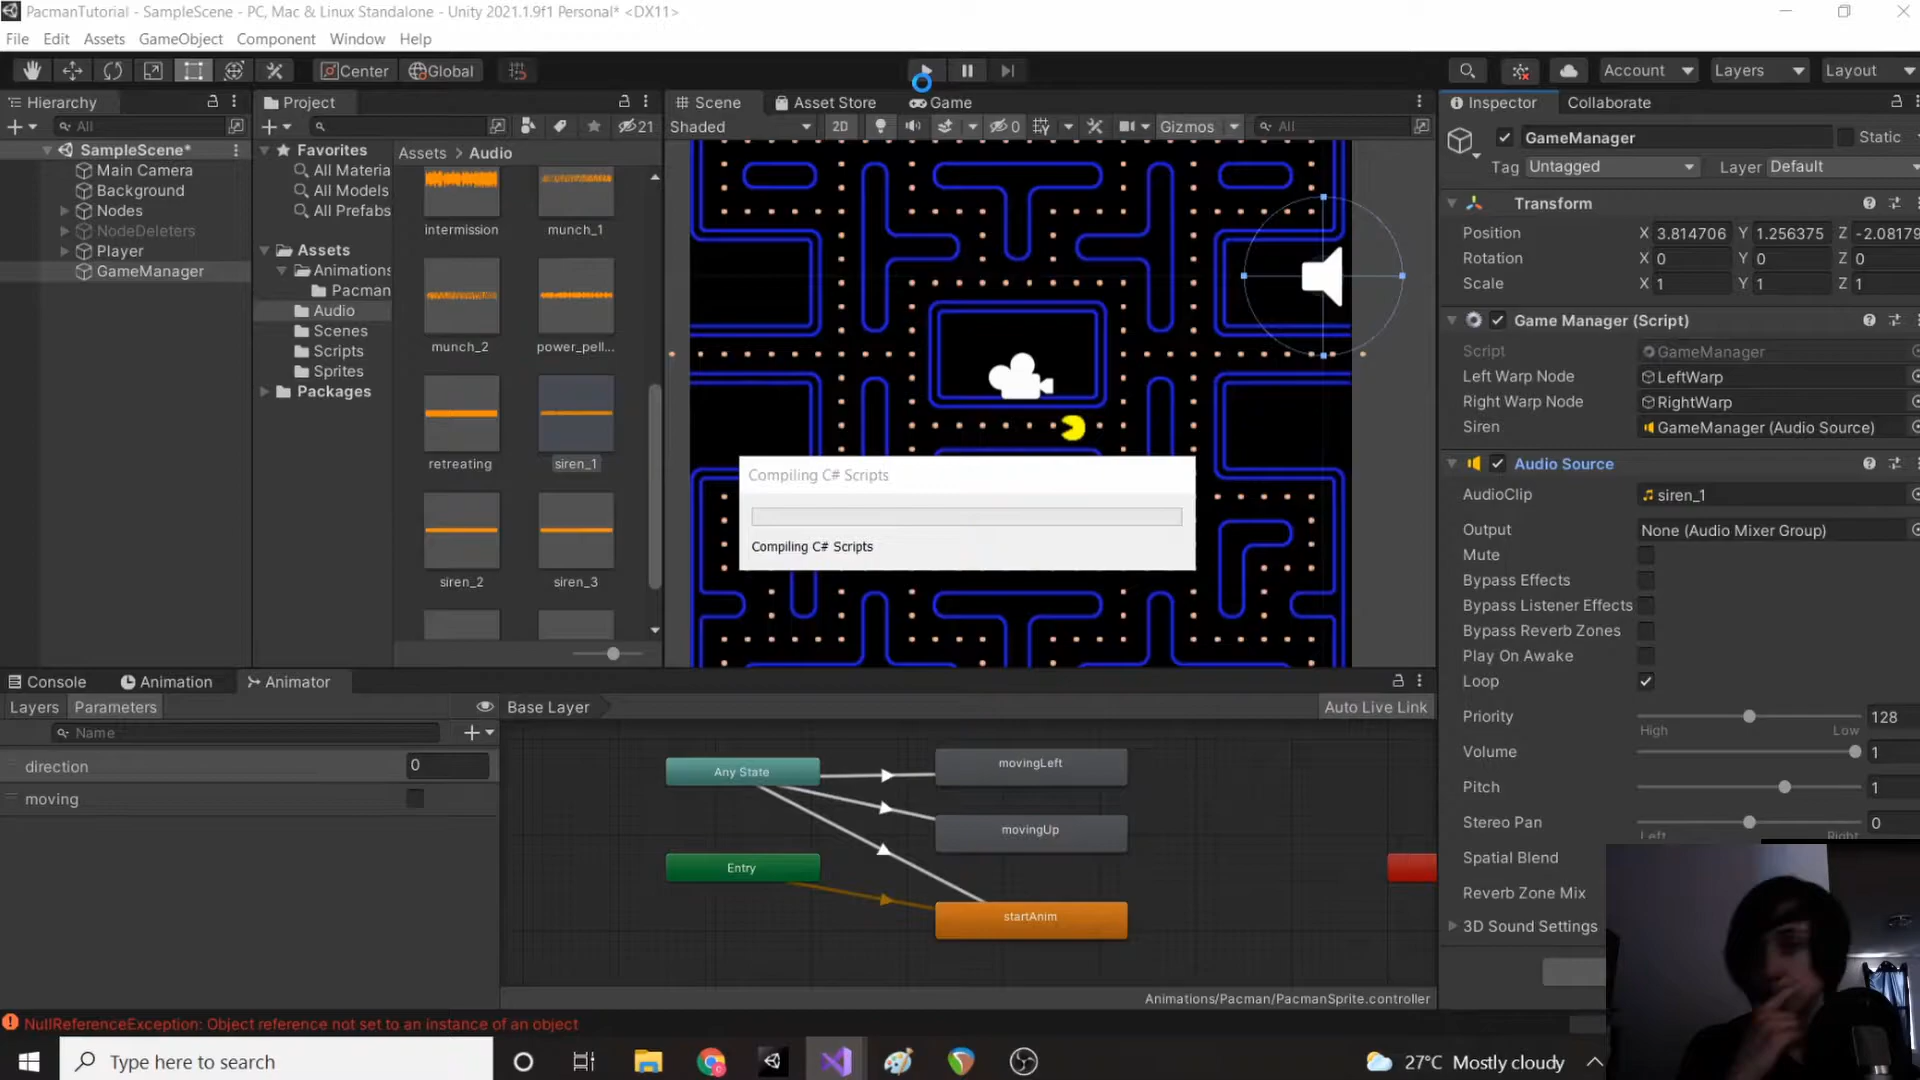 PacmanTutorial - SampleScene - PC, Mac & Linux Standalone - Unity 2021.1.9f1 Personal* <DX11>
File Edit Assets GameObject Component Window Help
Center Global Account Layers Layout
Hierarchy
All
SampleScene*
Main Camera
Background
Nodes
NodeDeleters
Player
GameManager
Project
21
Favorites
All Materia
All Models
All Prefabs
Assets
Animations
Pacman
Audio
Scenes
Scripts
Sprites
Packages
Assets > Audio
intermission munch_1
munch_2 power_pell...
retreating siren_1
siren_2 siren_3
Scene Asset Store Game
Shaded 2D 0 Gizmos All
Compiling C# Scripts
Compiling C# Scripts
Inspector Collaborate
GameManager Static
Tag Untagged Layer Default
Transform
Position X 3.814706 Y 1.256375 Z -2.08179
Rotation X 0 Y 0 Z 0
Scale X 1 Y 1 Z 1
Game Manager (Script)
Script GameManager
Left Warp Node LeftWarp
Right Warp Node RightWarp
Siren GameManager (Audio Source)
Audio Source
AudioClip siren_1
Output None (Audio Mixer Group)
Mute
Bypass Effects
Bypass Listener Effects
Bypass Reverb Zones
Play On Awake
Loop
Priority 128
High Low
Volume 1
Pitch 1
Stereo Pan 0
Left Right
Spatial Blend
Reverb Zone Mix
3D Sound Settings
Console Animation Animator
Layers Parameters Base Layer Auto Live Link
Name
direction 0
moving
Any State
Entry
movingLeft
movingUp
startAnim
Animations/Pacman/PacmanSprite.controller
NullReferenceException: Object reference not set to an instance of an object
Type here to search
27°C Mostly cloudy